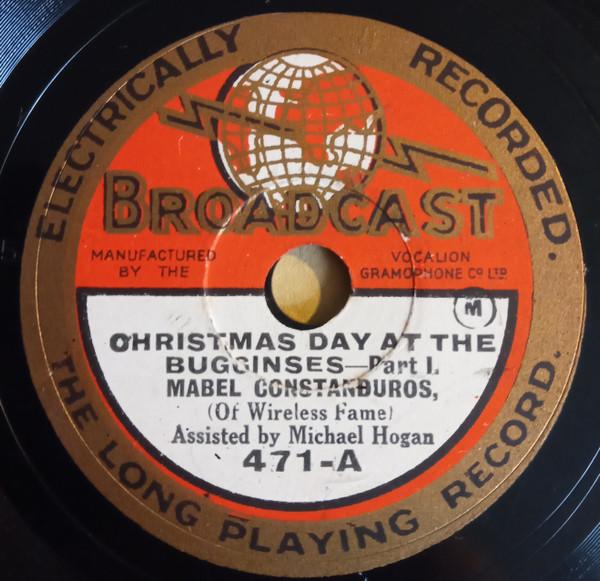 ELECTRICALLY RECORDED.
BROADCAST
MANUFACTURED BY THE
VOCALION GRAMOPHONE CO LTD
M
CHRISTMAS DAY AT THE
BUGGINSES—Part I.
MABEL CONSTANDUROS,
(Of Wireless Fame)
Assisted by Michael Hogan
471-A
THE LONG PLAYING RECORD.